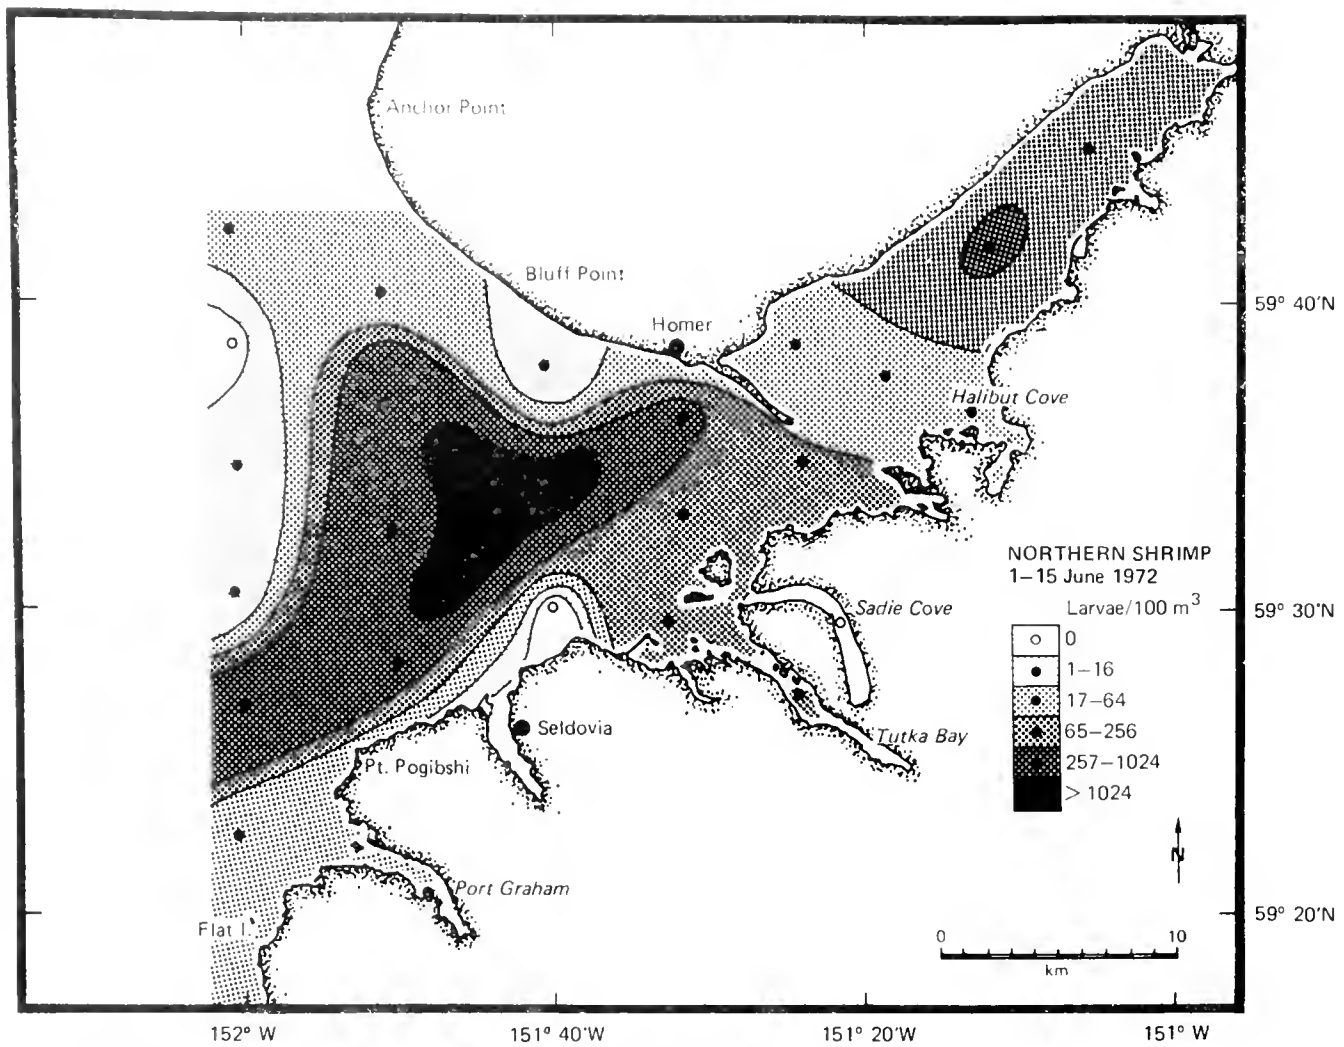 Anchor Point
Bluff Point
Homer
59° 40'N
Halibut Cove
NORTHERN SHRIMP
1–15 June 1972
Larvae/100 m³
0
1–16
17–64
65–256
257–1024
> 1024
59° 30'N
Sadie Cove
Seldovia
Tutka Bay
Pt. Pogibshi
Port Graham
Flat I.
N
59° 20'N
0 10
km
152° W 151° 40'W 151° 20'W 151° W